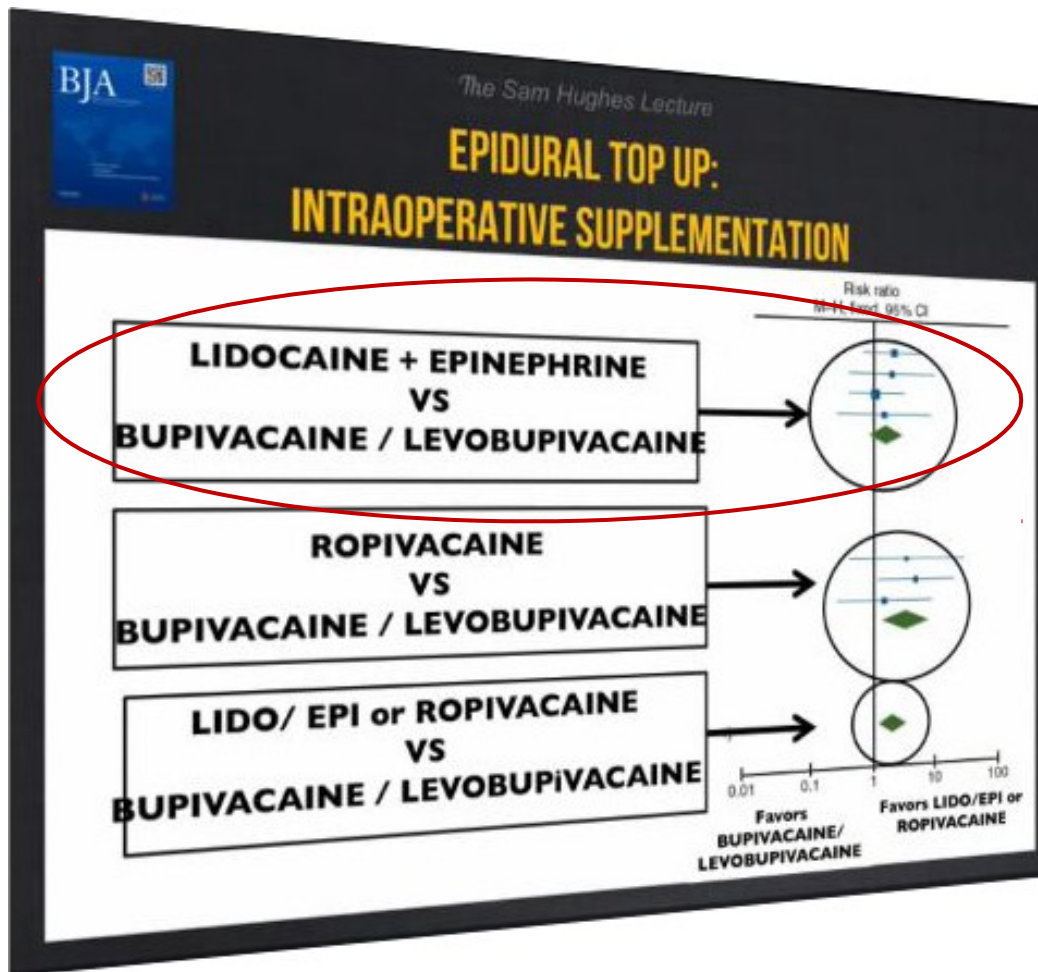 BJA
The Sam Hughes Lecture
EPIDURAL TOP UP:
INTRAOPERATIVE SUPPLEMENTATION
Risk ratio
95% CI
LIDOCAINE + EPINEPHRINE
VS
BUPIVACAINE / LEVOBUPIVACAINE
ROPIVACAINE
VS
BUPIVACAINE / LEVOBUPIVACAINE
LIDO/ EPI or ROPIVACAINE
VS
BUPIVACAINE / LEVOBUPiVACAINE
0.01 0.1 1 10 100
Favors
BUPIVACAINE/
LEVOBUPIVACAINE
Favors LIDO/EPI or
ROPIVACAINE